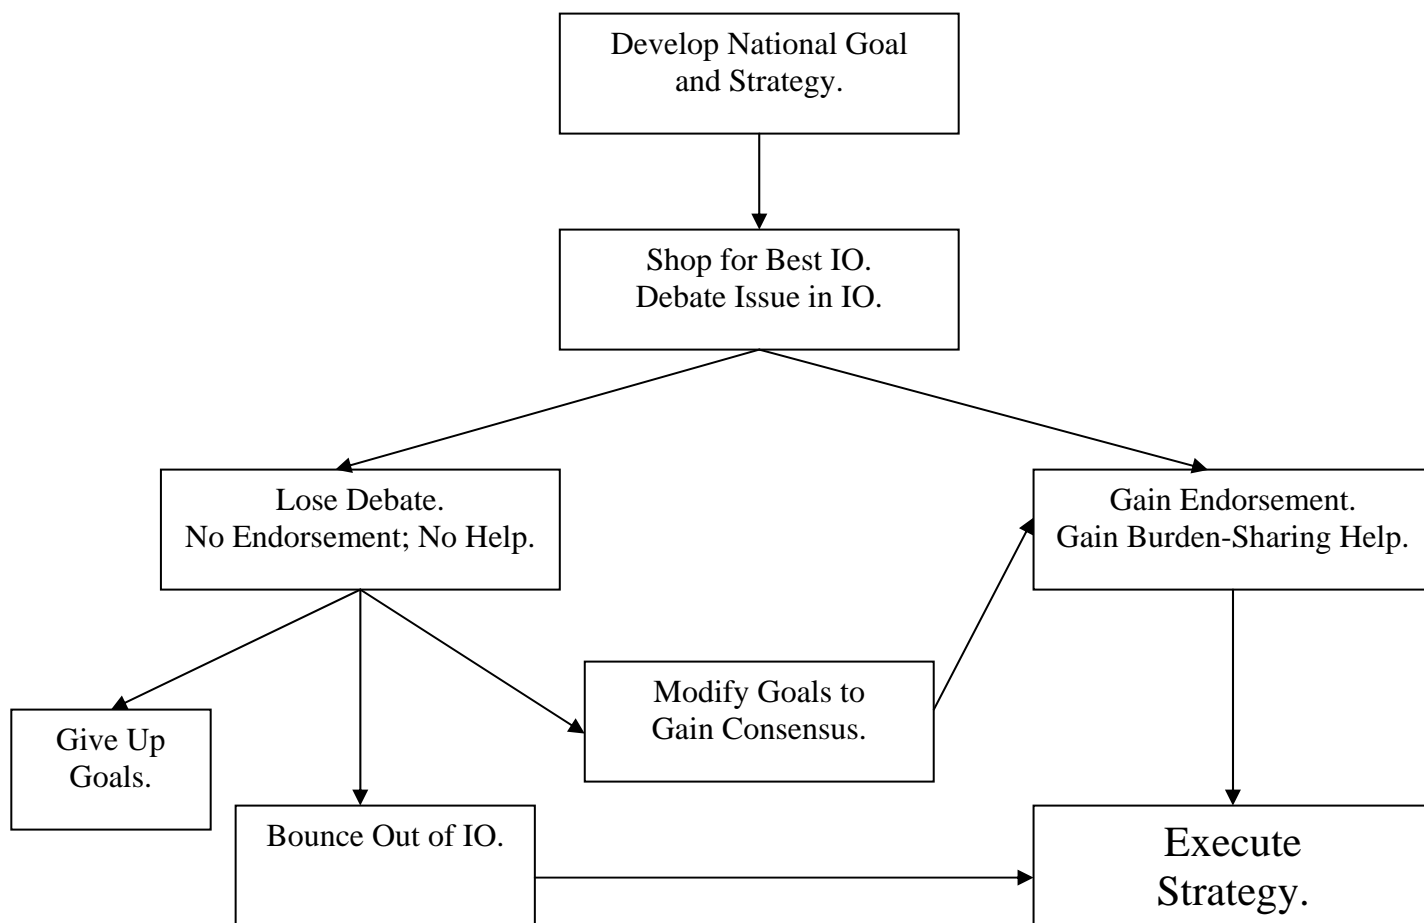 Develop National Goal
and Strategy.
Shop for Best IO.
Debate Issue in IO.
Lose Debate.
No Endorsement; No Help.
Gain Endorsement.
Gain Burden-Sharing Help.
Modify Goals to
Gain Consensus.
Give Up
Goals.
Bounce Out of IO.
Execute
Strategy.